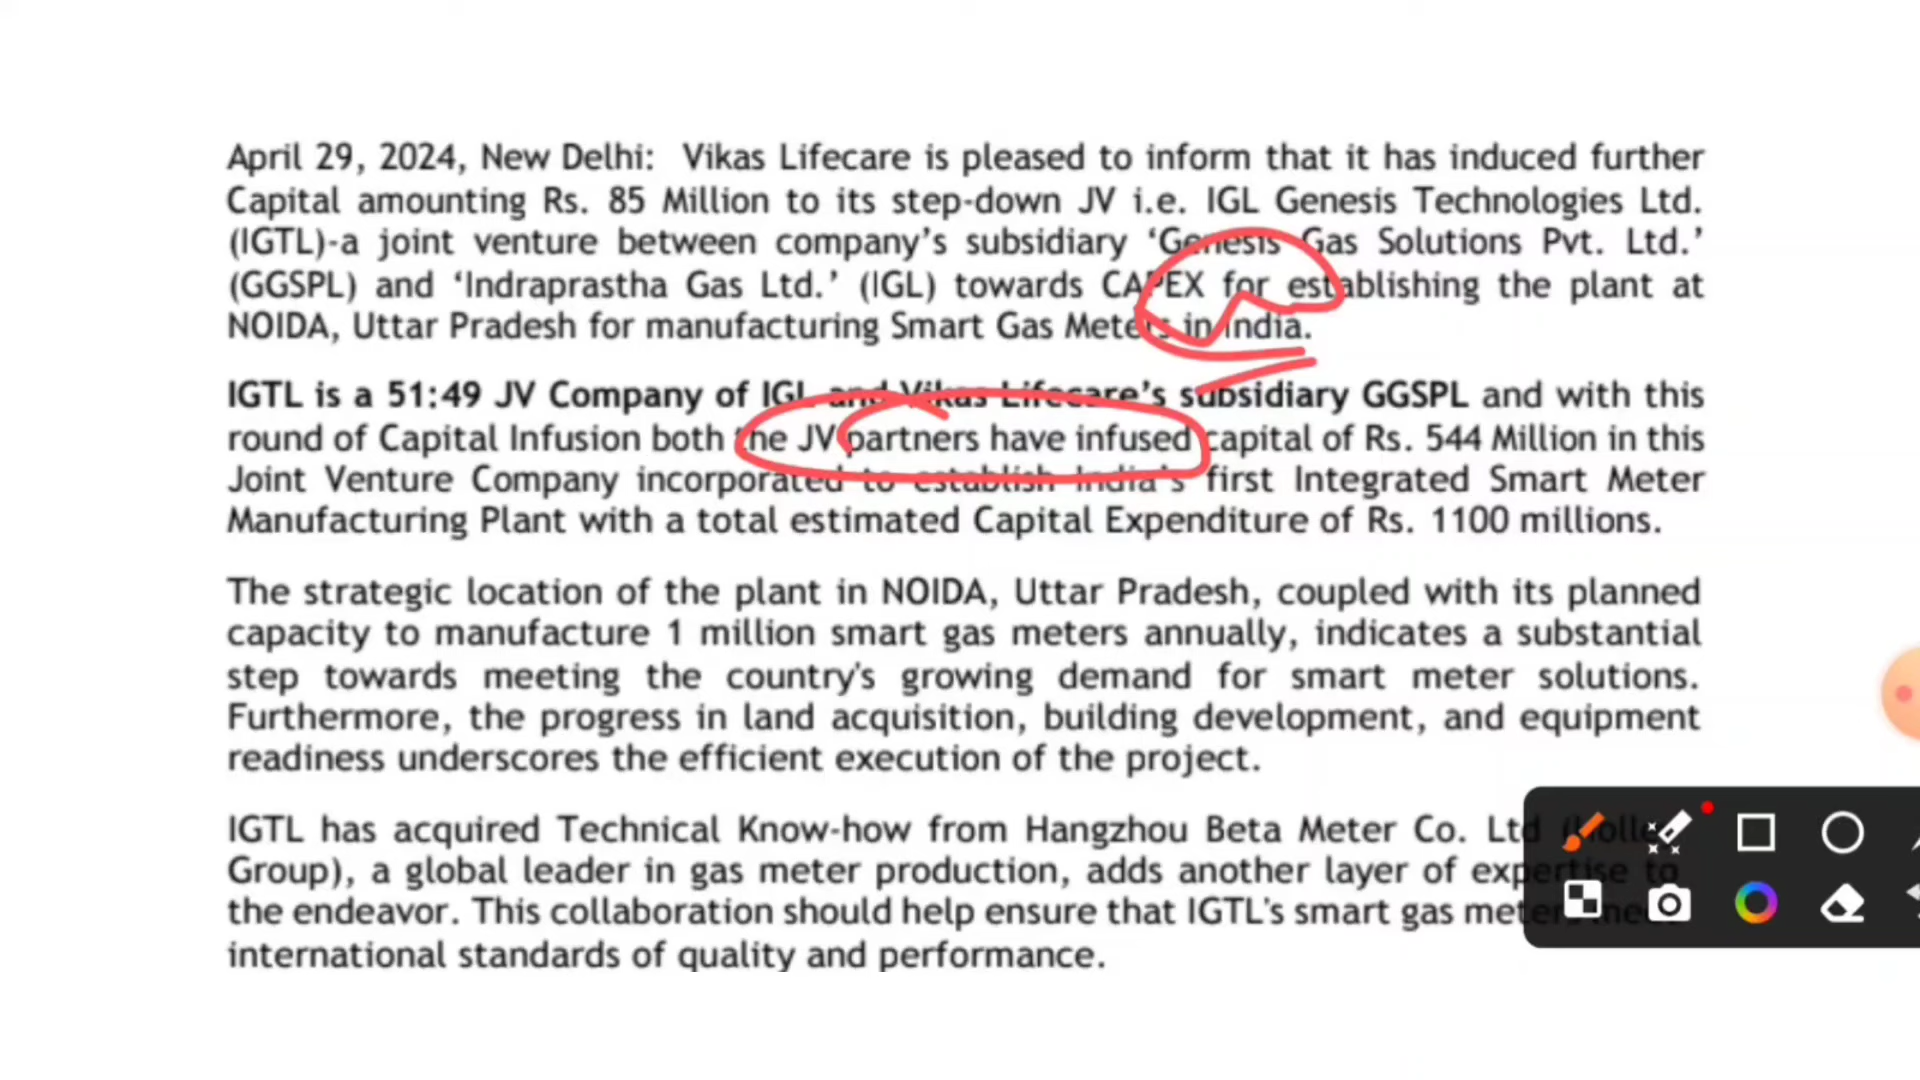 April 29, 2024, New Delhi: Vikas Lifecare is pleased to inform that it has induced further
Capital amounting Rs. 85 Million to its step-down JV i.e. IGL Genesis Technologies Ltd.
(IGTL)-a joint venture between company’s subsidiary ‘Genesis Gas Solutions Pvt. Ltd.’
(GGSPL) and ‘Indraprastha Gas Ltd.’ (IGL) towards CAPEX for establishing the plant at
NOIDA, Uttar Pradesh for manufacturing Smart Gas Meters in India.
IGTL is a 51:49 JV Company of IGL and Vikas Lifecare’s subsidiary GGSPL and with this
round of Capital Infusion both the JV partners have infused capital of Rs. 544 Million in this
Joint Venture Company incorporated to establish India’s first Integrated Smart Meter
Manufacturing Plant with a total estimated Capital Expenditure of Rs. 1100 millions.
The strategic location of the plant in NOIDA, Uttar Pradesh, coupled with its planned
capacity to manufacture 1 million smart gas meters annually, indicates a substantial
step towards meeting the country's growing demand for smart meter solutions.
Furthermore, the progress in land acquisition, building development, and equipment
readiness underscores the efficient execution of the project.
IGTL has acquired Technical Know-how from Hangzhou Beta Meter Co. Ltd
Group), a global leader in gas meter production, adds another layer of expertise to
the endeavor. This collaboration should help ensure that IGTL's smart gas meters meet
international standards of quality and performance.